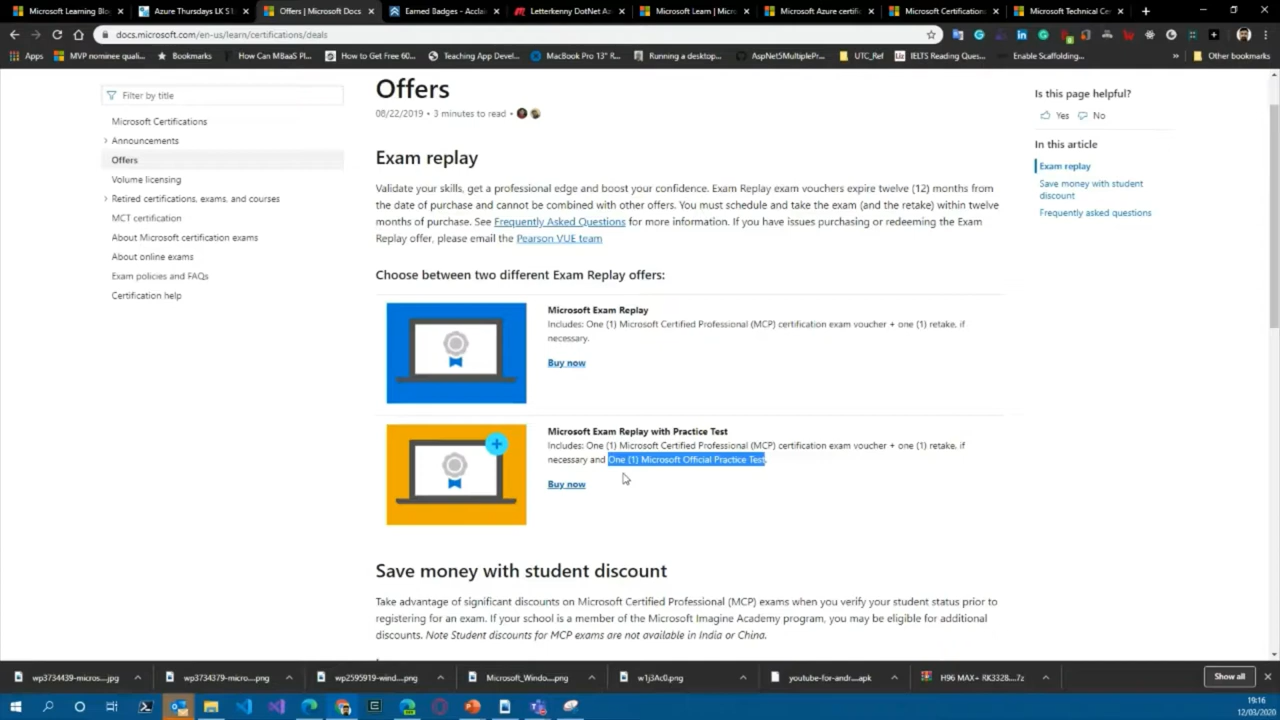 Microsoft Learning Blo
Azure Thursdays LK S1
Offers | Microsoft Docs
Earned Badges - Acclai
Letterkenny DotNet Az
Microsoft Learn | Micro
Microsoft Azure certific
Microsoft Certification
Microsoft Technical Ce
docs.microsoft.com/en-us/learn/certifications/deals
Apps
MVP nominee quali...
Bookmarks
How Can MBaaS Pl...
How to Get Free 60...
Teaching App Devel...
MacBook Pro 13" R...
Running a desktop...
AspNet5MultiplePr...
UTC_Ref
IELTS Reading Ques...
Enable Scaffolding...
»
Other bookmarks
Filter by title
Microsoft Certifications
Announcements
Offers
Volume licensing
Retired certifications, exams, and courses
MCT certification
About Microsoft certification exams
About online exams
Exam policies and FAQs
Certification help
Offers
08/22/2019 • 3 minutes to read •
Exam replay
Validate your skills, get a professional edge and boost your confidence. Exam Replay exam vouchers expire twelve (12) months from
the date of purchase and cannot be combined with other offers. You must schedule and take the exam (and the retake) within twelve
months of purchase. See Frequently Asked Questions for more information. If you have issues purchasing or redeeming the Exam
Replay offer, please email the Pearson VUE team
Choose between two different Exam Replay offers:
Microsoft Exam Replay
Includes: One (1) Microsoft Certified Professional (MCP) certification exam voucher + one (1) retake, if
necessary.
Buy now
Microsoft Exam Replay with Practice Test
Includes: One (1) Microsoft Certified Professional (MCP) certification exam voucher + one (1) retake, if
necessary and One (1) Microsoft Official Practice Test.
Buy now
Save money with student discount
Take advantage of significant discounts on Microsoft Certified Professional (MCP) exams when you verify your student status prior to
registering for an exam. If your school is a member of the Microsoft Imagine Academy program, you may be eligible for additional
discounts. Note Student discounts for MCP exams are not available in India or China.
Is this page helpful?
Yes No
In this article
Exam replay
Save money with student
discount
Frequently asked questions
wp3734439-micros....jpg
wp3734379-micro....png
wp2595919-wind....png
Microsoft_Windo....png
w1j3Ac0.png
youtube-for-andr....apk
H96 MAX+ RK3328....7z
Show all
19:16
12/03/2020